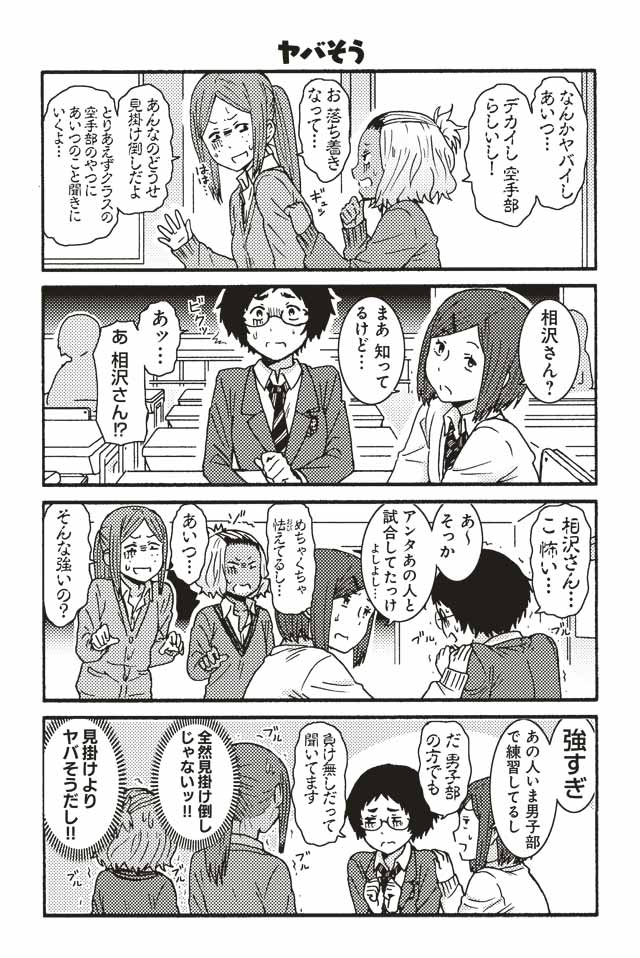 ヤバそう
なんかヤバイし
あいつ…
デカイし 空手部
らしいし!
お 落ち着き
なって…
ギュッ
はは…
あんなのどうせ
見掛け倒しだよ
とりあえずクラスの
空手部のやつに
あいつのこと聞きに
いくよ…
相沢さん?
まあ 知って
るけど…
ビクッ
あッ…
あ 相沢さん!?
相沢さん…
こ 怖い…
あ〜
そっか
アンタあの人と
試合してたっけ
よしよし
めちゃくちゃ
怯えてるし…
おび
あいつ…
そんな強いの?
強すぎ
あの人いま男子部
で練習してるし
だ 男子部
の方でも
負け無しだって
聞いてます
ブル
ブル
全然見掛け倒し
じゃないッ!!
ブル
ブル
見掛けより
ヤバそうだし!!